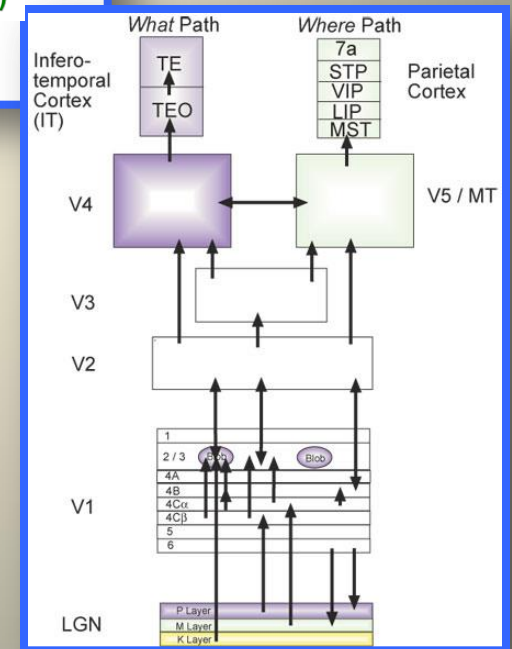 )
What Path
Where Path
Infero-
temporal
Cortex
(IT)
TE
TEO
7a
STP
VIP
LIP
MST
Parietal
Cortex
V4
V5 / MT
V3
V2
V1
1
2 / 3
Blob
Blob
4A
4B
4Cα
4Cβ
5
6
LGN
P Layer
M Layer
K Layer